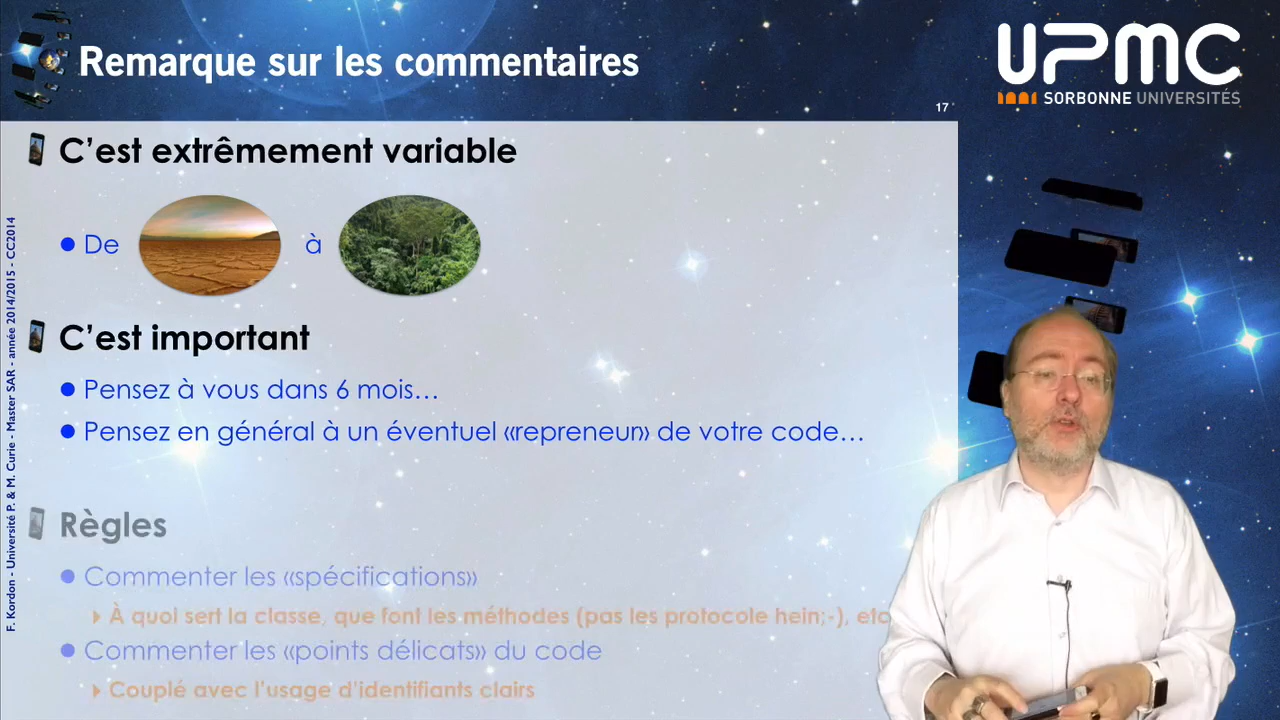 Remarque sur les commentaires
UPMC
SORBONNE UNIVERSITÉS
17
C'est extrêmement variable
De à
C'est important
Pensez à vous dans 6 mois…
Pensez en général à un éventuel «repreneur» de votre code…
Règles
Commenter les «spécifications»
À quoi sert la classe, que font les méthodes (pas les protocole hein;-), etc
Commenter les «points délicats» du code
Couplé avec l'usage d'identifiants clairs
F. Kordon - Université P. & M. Curie - Master SAR - année 2014/2015 - CC2014